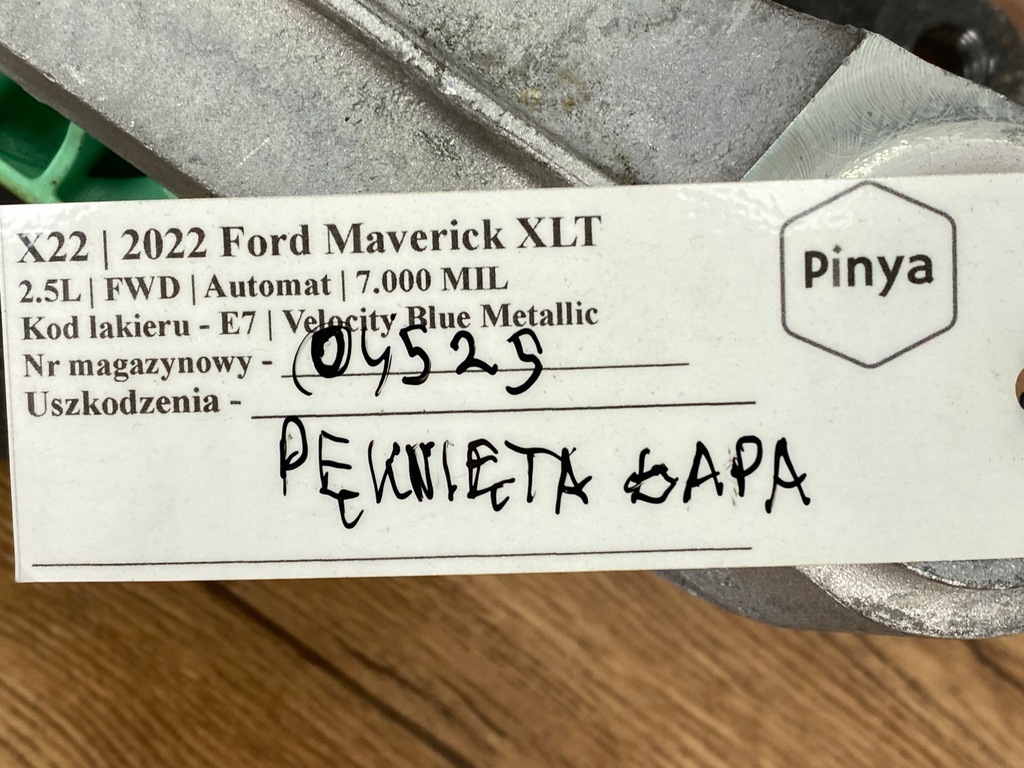 X22 | 2022 Ford Maverick XLT
2.5L | FWD | Automat | 7.000 MIL
Kod lakieru - E7 | Velocity Blue Metallic
Nr magazynowy - 04525
Uszkodzenia -
PĘKNIĘTA ŁAPA
Pinya